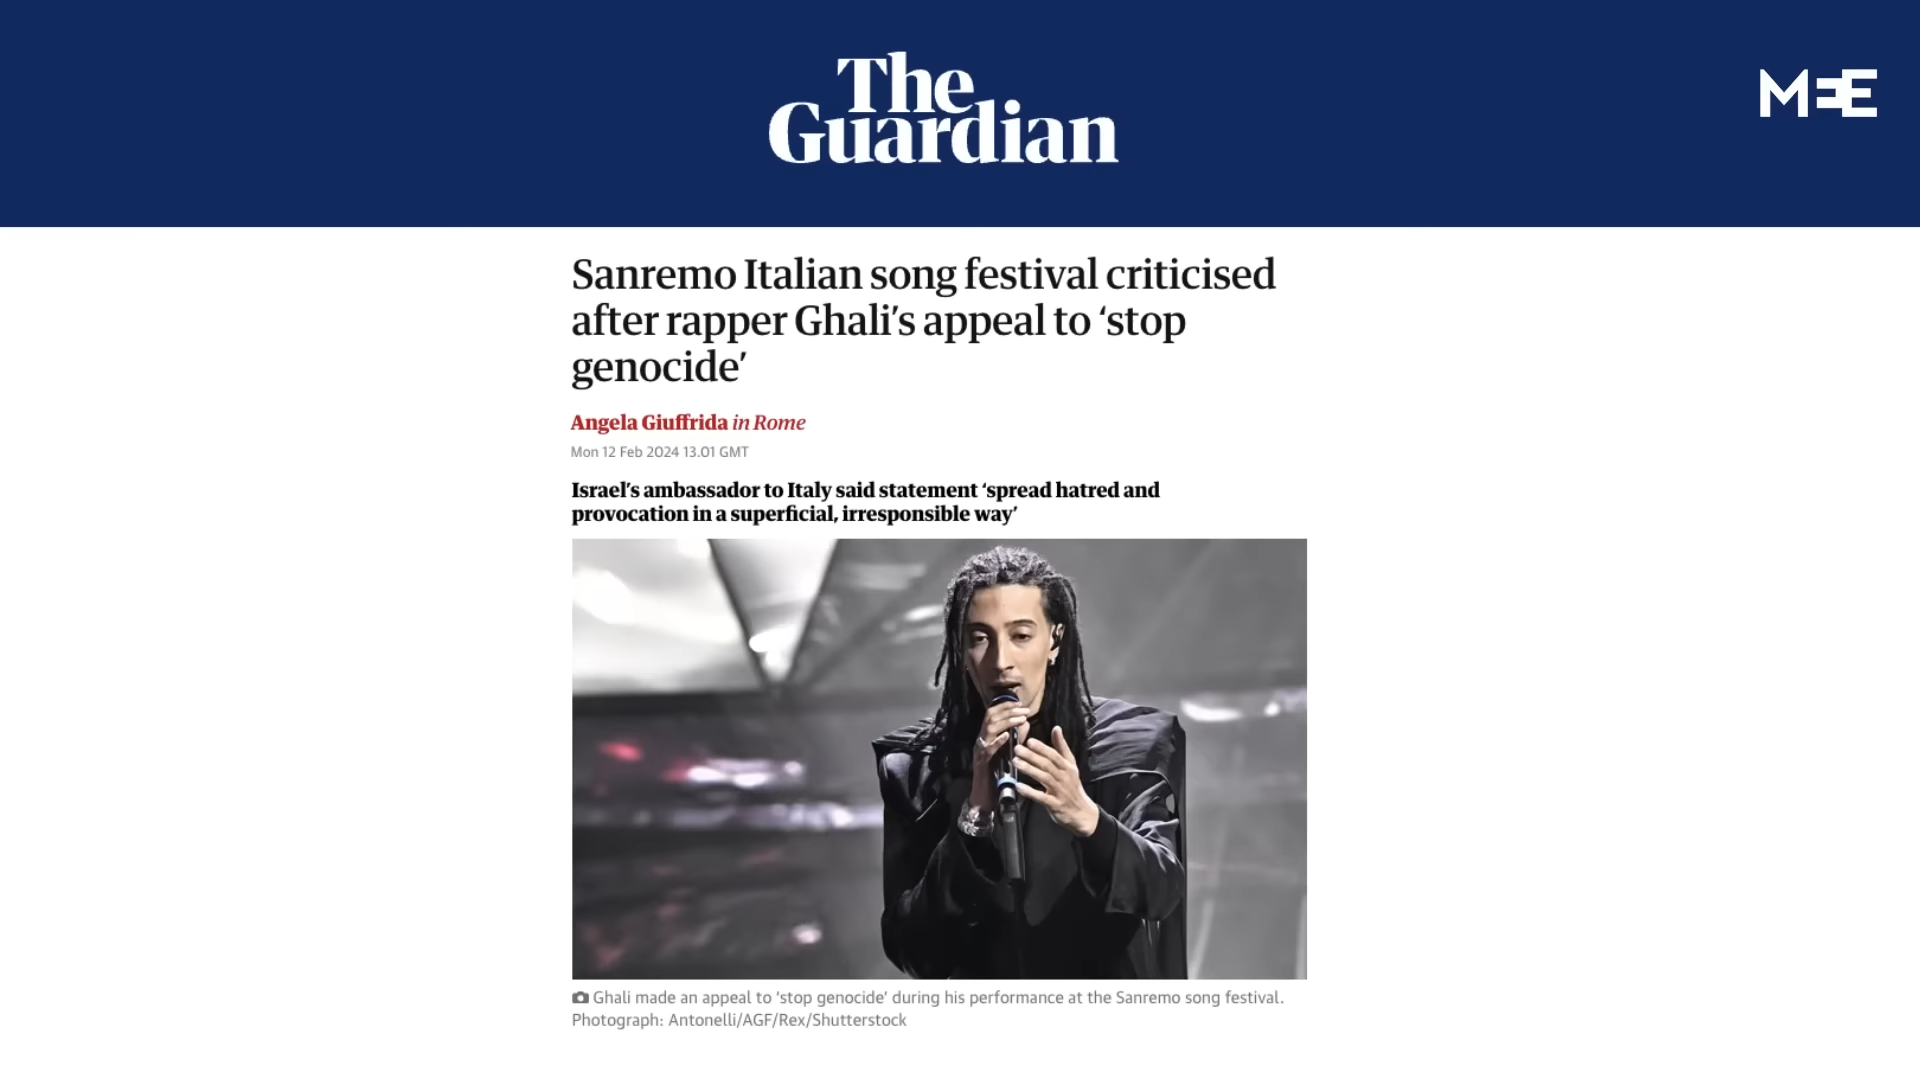 The
Guardian
MEE
Sanremo Italian song festival criticised
after rapper Ghali's appeal to ‘stop
genocide’
Angela Giuffrida in Rome
Mon 12 Feb 2024 13.01 GMT
Israel's ambassador to Italy said statement ‘spread hatred and
provocation in a superficial, irresponsible way’
Ghali made an appeal to ‘stop genocide’ during his performance at the Sanremo song festival.
Photograph: Antonelli/AGF/Rex/Shutterstock